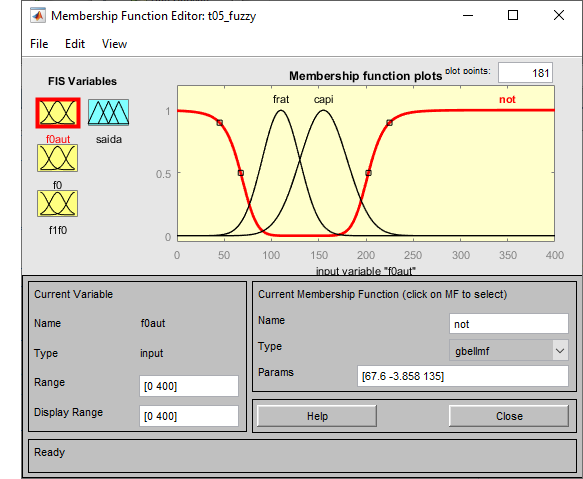 Membership Function Editor: t05_fuzzy
File Edit View
FIS Variables
f0aut
saida
f0
f1f0
Membership function plots
plot points:
181
frat
capi
not
1
0.5
0
0 50 100 150 200 250 300 350 400
input variable "f0aut"
Current Variable
Name f0aut
Type input
Range [0 400]
Display Range [0 400]
Current Membership Function (click on MF to select)
Name not
Type gbellmf
Params [67.6 -3.858 135]
Help
Close
Ready